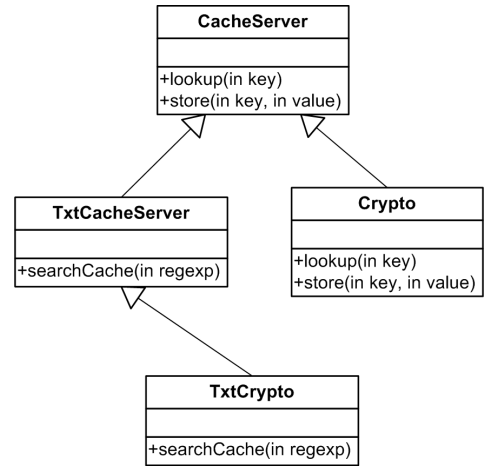 CacheServer
+lookup(in key)
+store(in key, in value)
TxtCacheServer
+searchCache(in regexp)
Crypto
+lookup(in key)
+store(in key, in value)
TxtCrypto
+searchCache(in regexp)